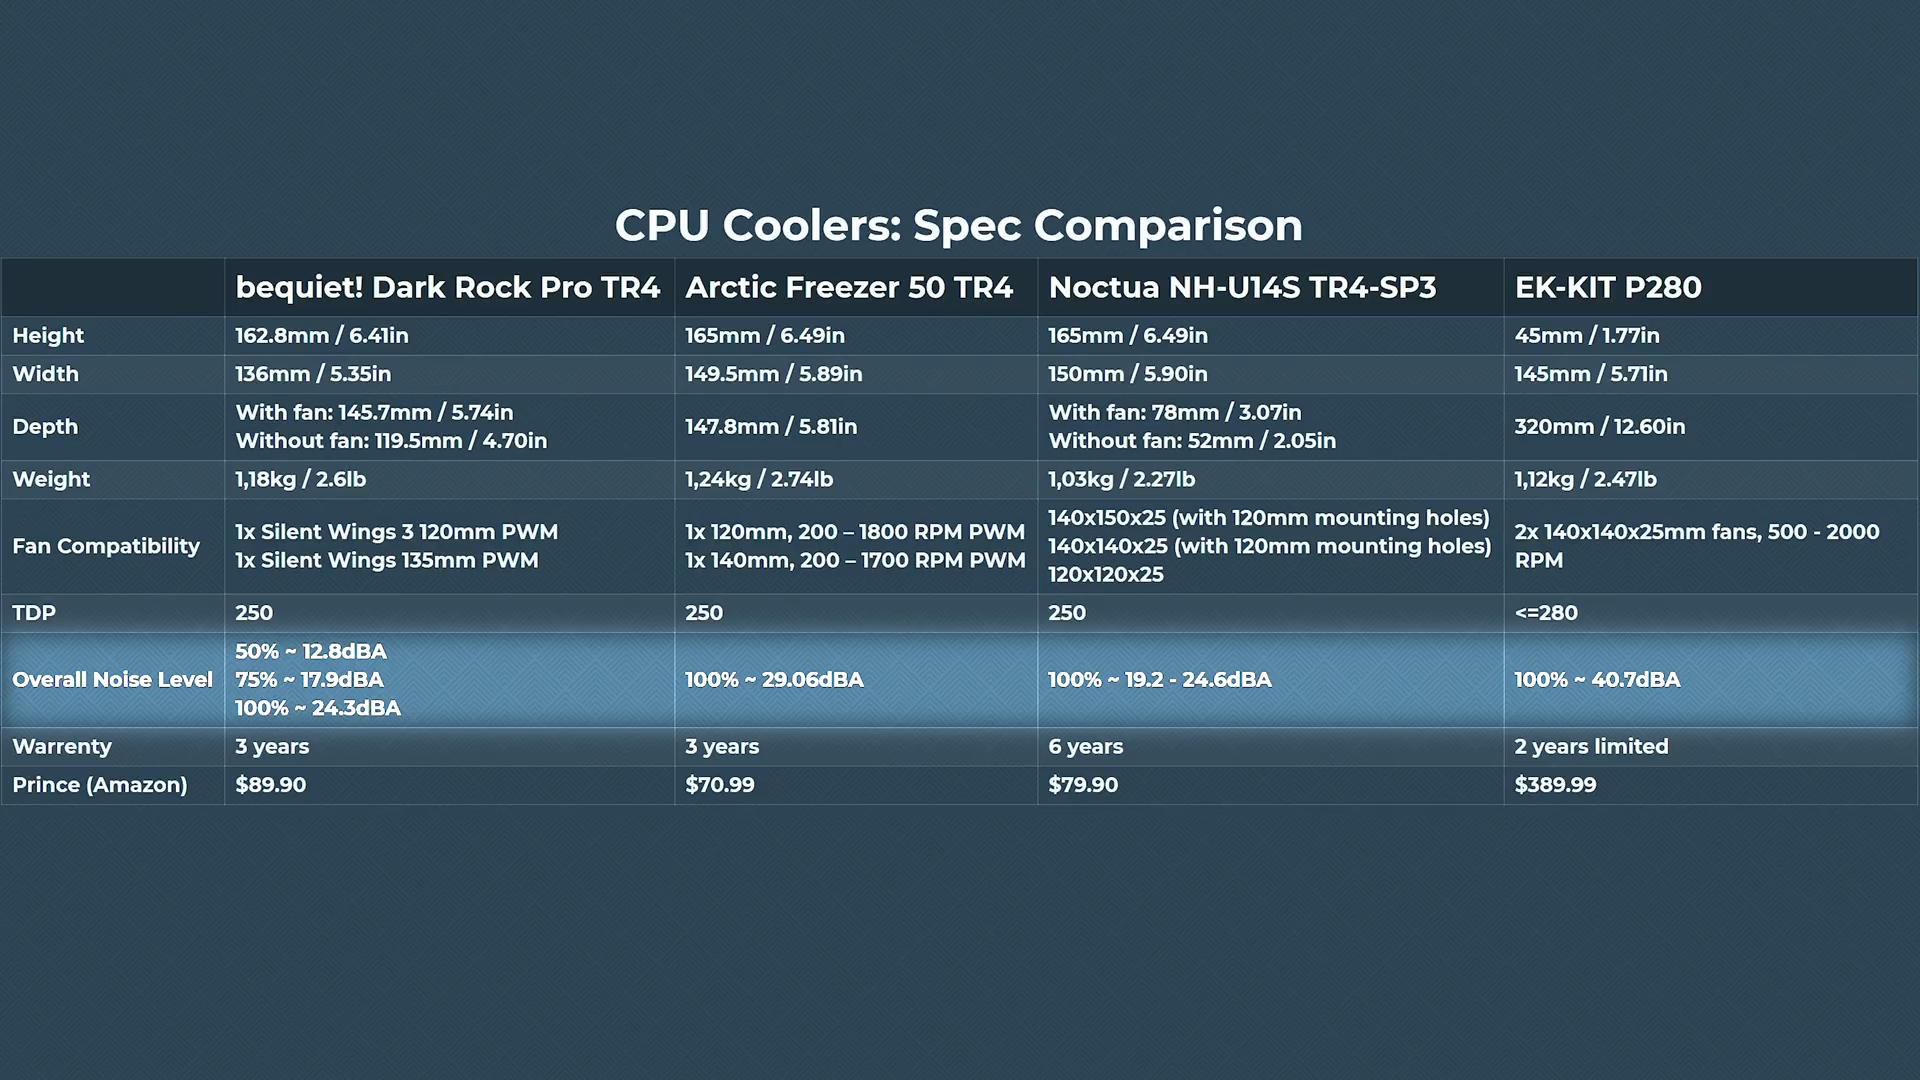 CPU Coolers: Spec Comparison
bequiet! Dark Rock Pro TR4 Arctic Freezer 50 TR4 Noctua NH-U14S TR4-SP3 EK-KIT P280
Height 162.8mm / 6.41in 165mm / 6.49in 165mm / 6.49in 45mm / 1.77in
Width 136mm / 5.35in 149.5mm / 5.89in 150mm / 5.90in 145mm / 5.71in
Depth
With fan: 145.7mm / 5.74in
Without fan: 119.5mm / 4.70in
147.8mm / 5.81in
With fan: 78mm / 3.07in
Without fan: 52mm / 2.05in
320mm / 12.60in
Weight 1,18kg / 2.6lb 1,24kg / 2.74lb 1,03kg / 2.27lb 1,12kg / 2.47lb
Fan Compatibility
1x Silent Wings 3 120mm PWM
1x Silent Wings 135mm PWM
1x 120mm, 200 – 1800 RPM PWM
1x 140mm, 200 – 1700 RPM PWM
140x150x25 (with 120mm mounting holes)
140x140x25 (with 120mm mounting holes)
120x120x25
2x 140x140x25mm fans, 500 - 2000
RPM
TDP 250 250 250 <=280
Overall Noise Level
50% ~ 12.8dBA
75% ~ 17.9dBA
100% ~ 24.3dBA
100% ~ 29.06dBA
100% ~ 19.2 - 24.6dBA
100% ~ 40.7dBA
Warrenty 3 years 3 years 6 years 2 years limited
Prince (Amazon) $89.90 $70.99 $79.90 $389.99